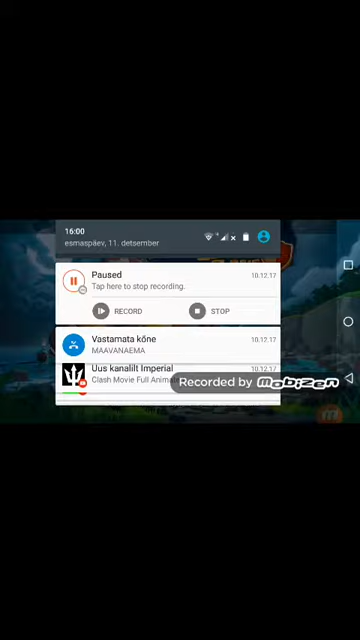 16:00
esmaspäev, 11. detsember
Paused
10.12.17
Tap here to stop recording.
RECORD
STOP
Vastamata kõne
10.12.17
MAAVANAEMA
Uus kanalilt Imperial
10.12.17
Clash Movie Full Animat
Recorded by mobizen